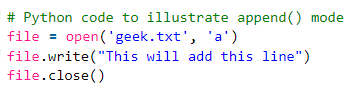 # Python code to illustrate append() mode
file = open('geek.txt', 'a')
file.write("This will add this line")
file.close()